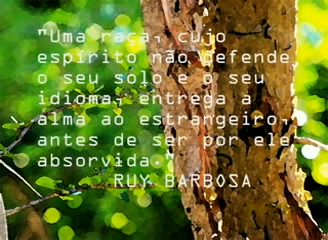 "Uma raça, cujo
espírito não defende,
o seu solo e o seu
idioma, entrega a
alma ao estrangeiro,
antes de ser por ele
absorvida."
RUY BARBOSA